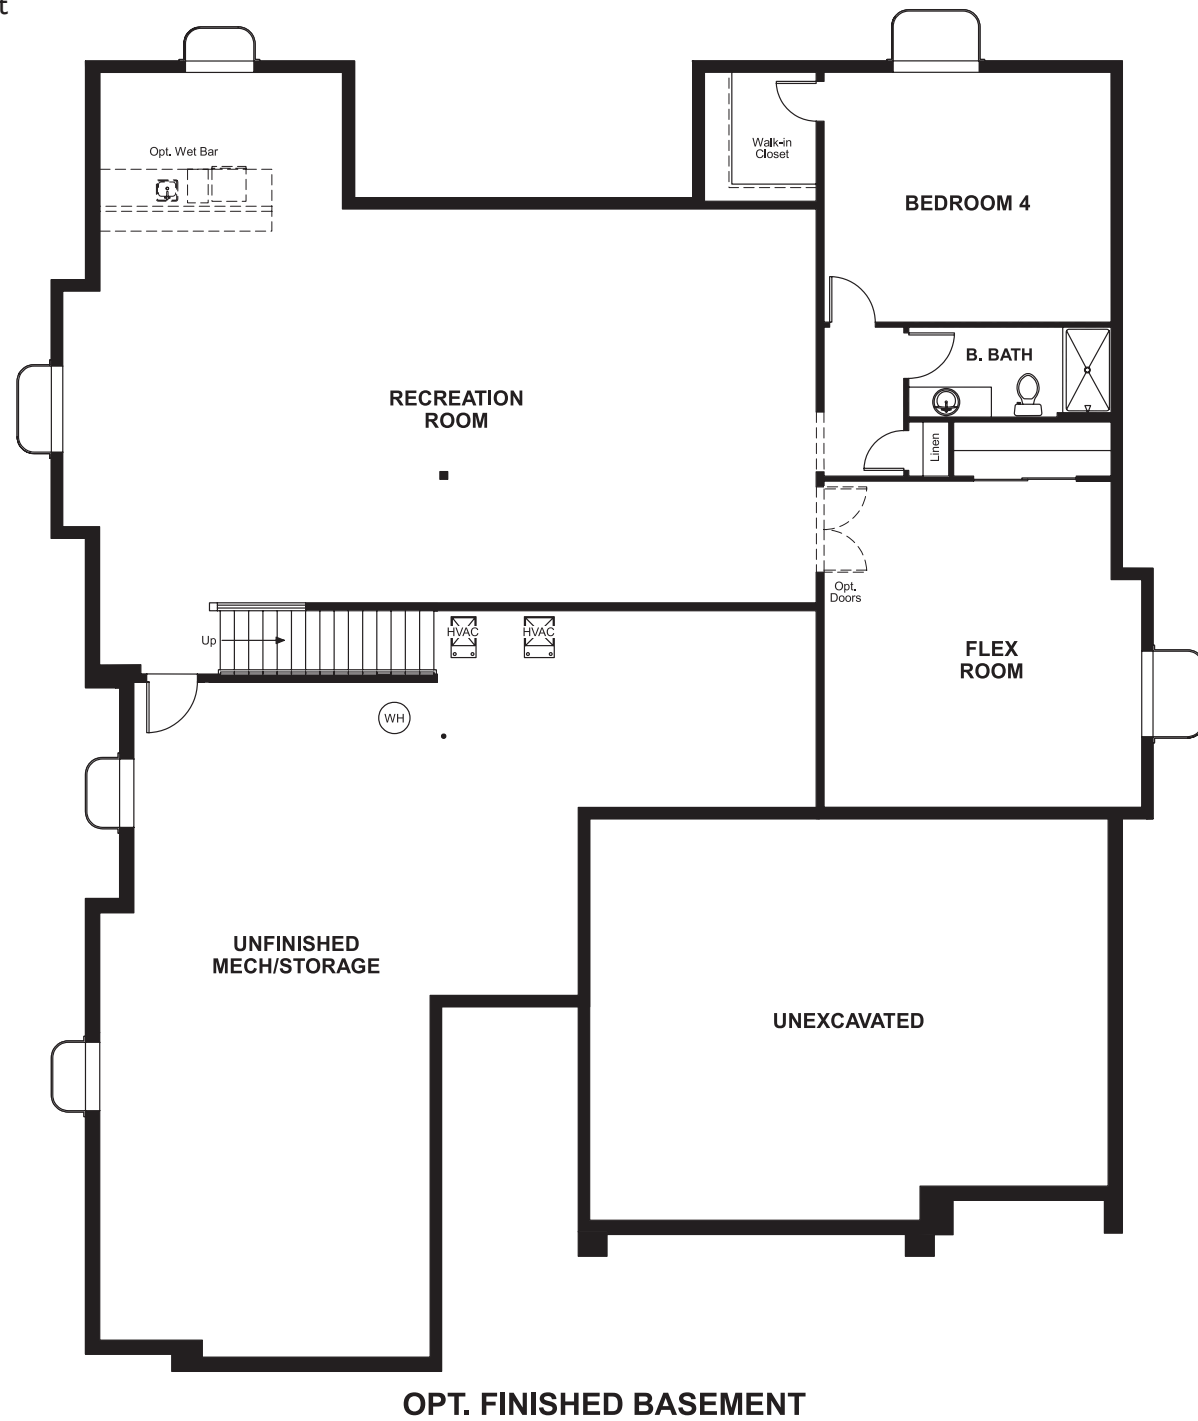 t
Opt. Wet Bar
Walk-in
Closet
BEDROOM 4
B. BATH
RECREATION
ROOM
Linen
Opt.
Doors
Up
HVAC
HVAC
FLEX
ROOM
WH
UNFINISHED
MECH/STORAGE
UNEXCAVATED
OPT. FINISHED BASEMENT